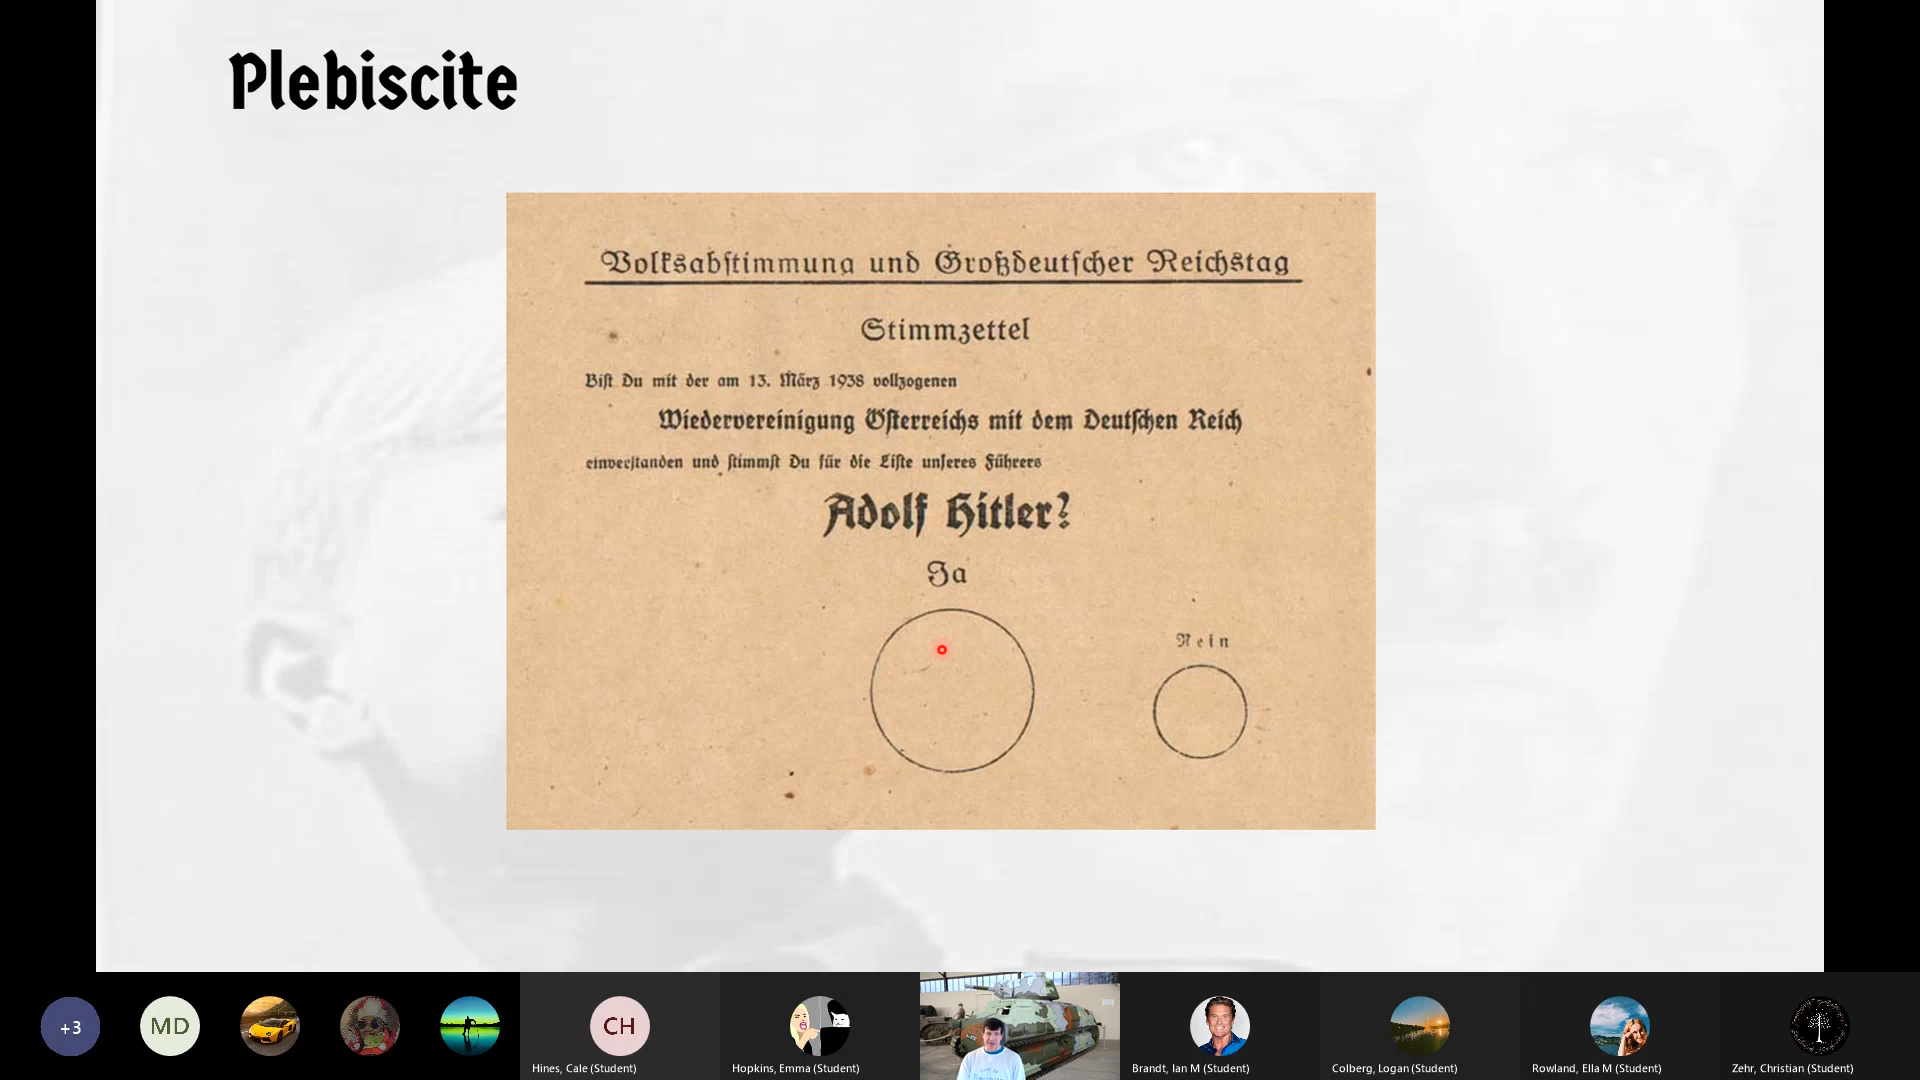 Plebiscite
Volksabstimmung und Großdeutscher Reichstag
Stimmzettel
Bist Du mit der am 13. März 1938 vollzogenen
Wiedervereinigung Österreichs mit dem Deutschen Reich
einverstanden und stimmst Du für die Liste unseres Führers
Adolf Hitler?
Ja
Nein
+3
MD
CH
Hines, Cale (Student)
Hopkins, Emma (Student)
Brandt, Ian M (Student)
Colberg, Logan (Student)
Rowland, Ella M (Student)
Zehr, Christian (Student)